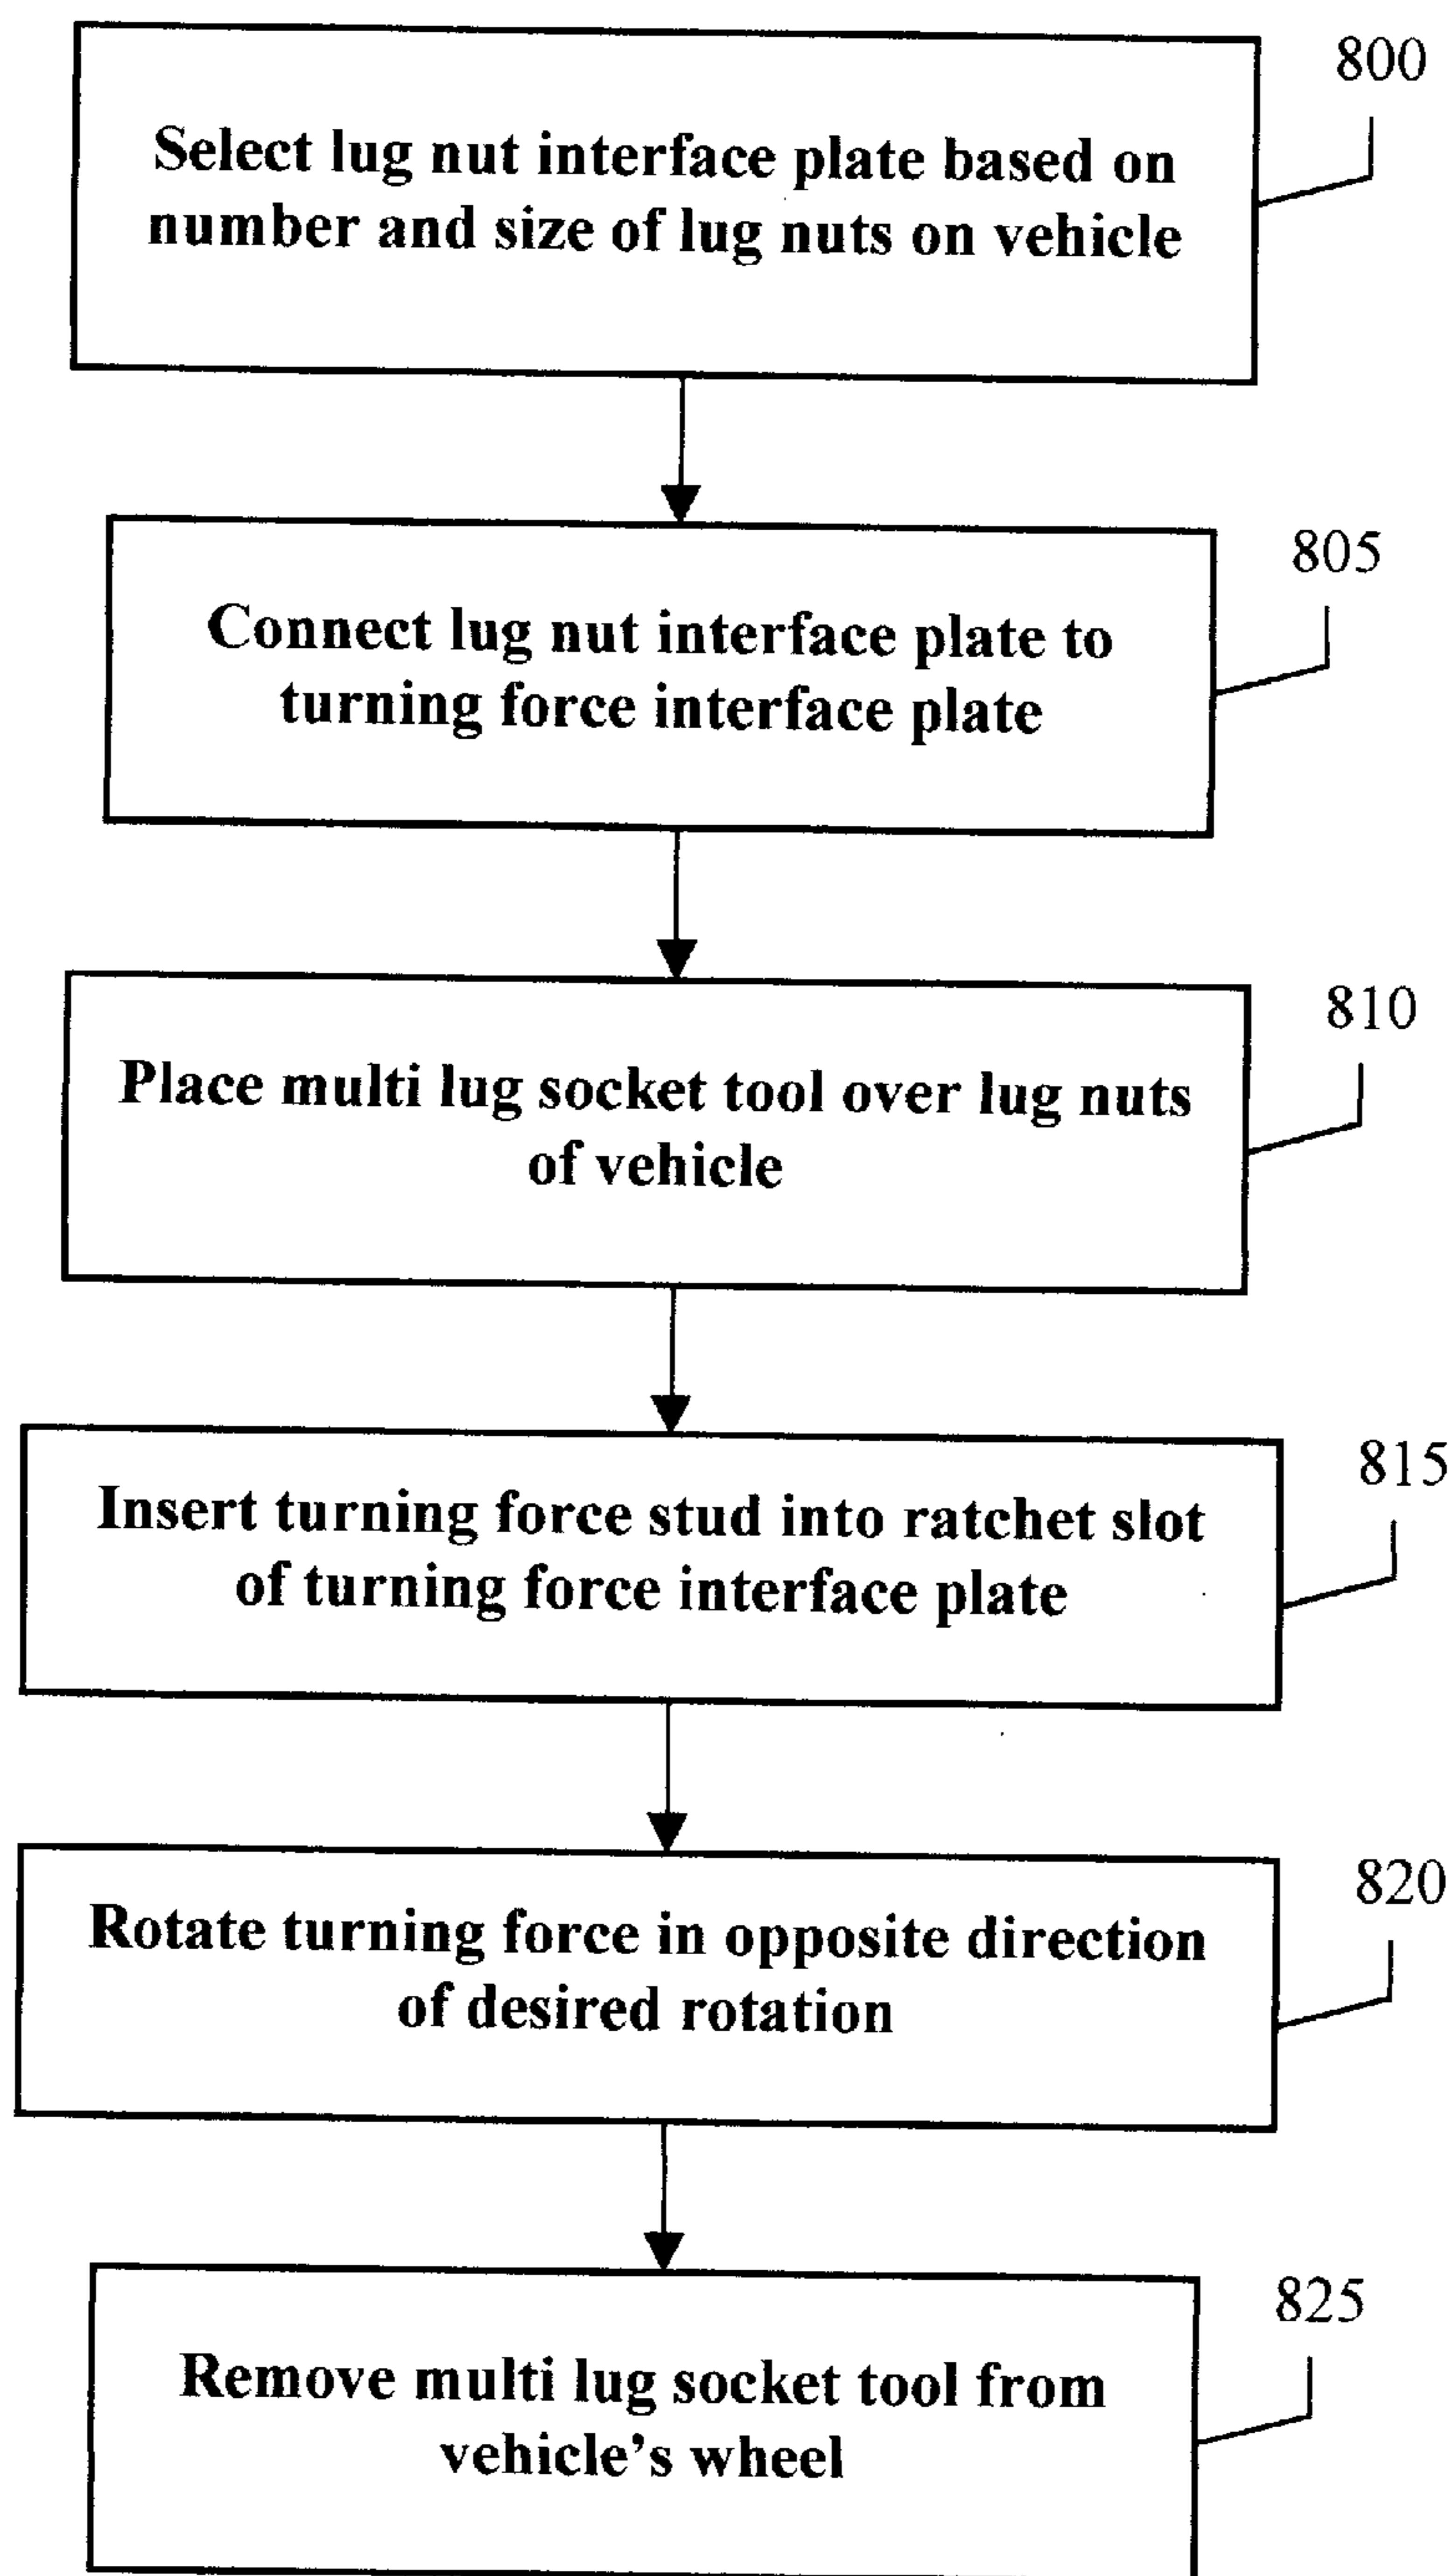 800
Select lug nut interface plate based on
number and size of lug nuts on vehicle
805
Connect lug nut interface plate to
turning force interface plate
810
Place multi lug socket tool over lug nuts
of vehicle
815
Insert turning force stud into ratchet slot
of turning force interface plate
820
Rotate turning force in opposite direction
of desired rotation
825
Remove multi lug socket tool from
vehicle's wheel